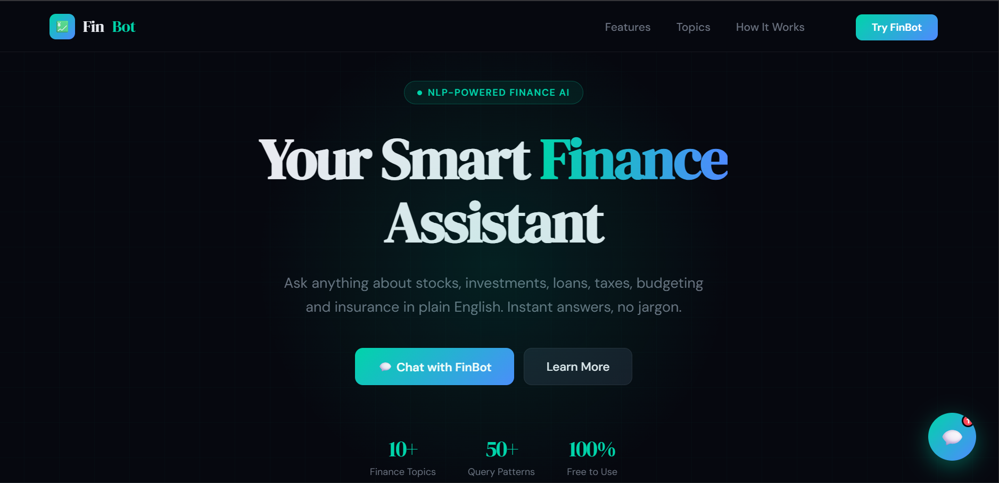 Fin Bot
Features
Topics
How It Works
Try FinBot
NLP-POWERED FINANCE AI
Your Smart Finance
Assistant
Ask anything about stocks, investments, loans, taxes, budgeting
and insurance in plain English. Instant answers, no jargon.
Chat with FinBot
Learn More
10+
Finance Topics
50+
Query Patterns
100%
Free to Use
1